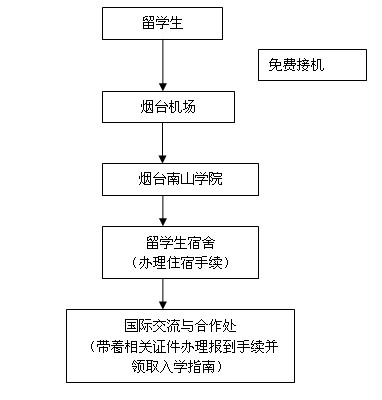 留学生
免费接机
烟台机场
烟台南山学院
留学生宿舍
（办理住宿手续）
国际交流与合作处
（带着相关证件办理报到手续并
领取入学指南）